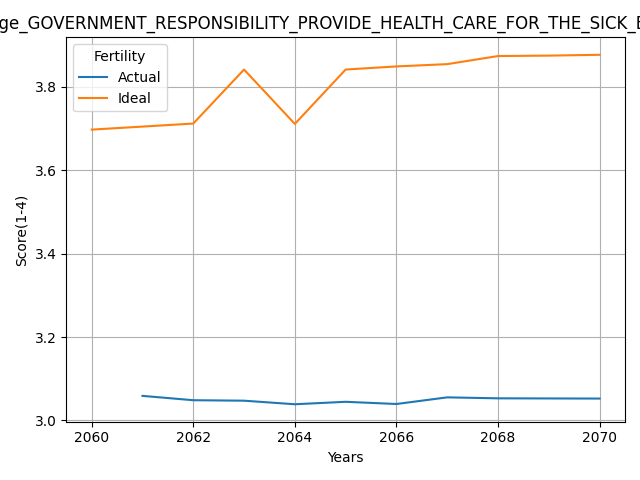 ge_GOVERNMENT_RESPONSIBILITY_PROVIDE_HEALTH_CARE_FOR_THE_SICK_E
Fertility
Actual
Ideal
Score(1-4)
3.8
3.6
3.4
3.2
3.0
2060 2062 2064 2066 2068 2070
Years